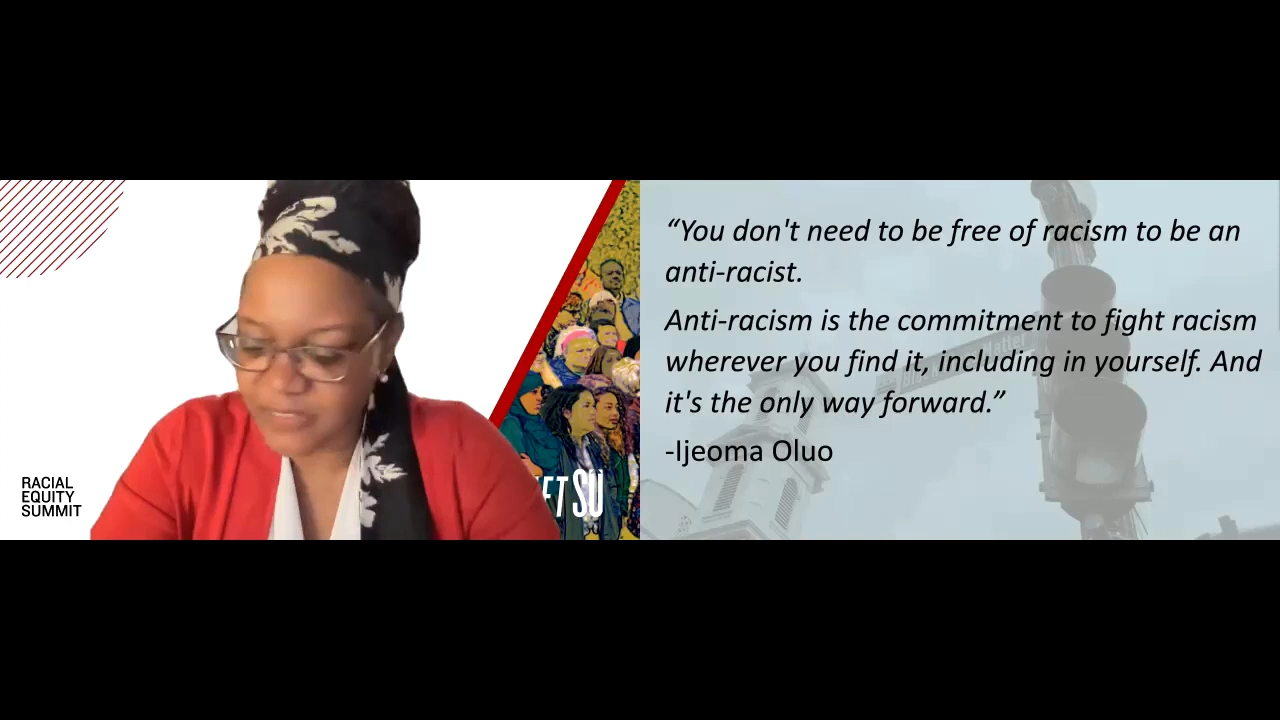 RACIAL
EQUITY
SUMMIT
SU
“You don't need to be free of racism to be an
anti-racist.
Anti-racism is the commitment to fight racism
wherever you find it, including in yourself. And
it's the only way forward.”
-Ijeoma Oluo
Matter